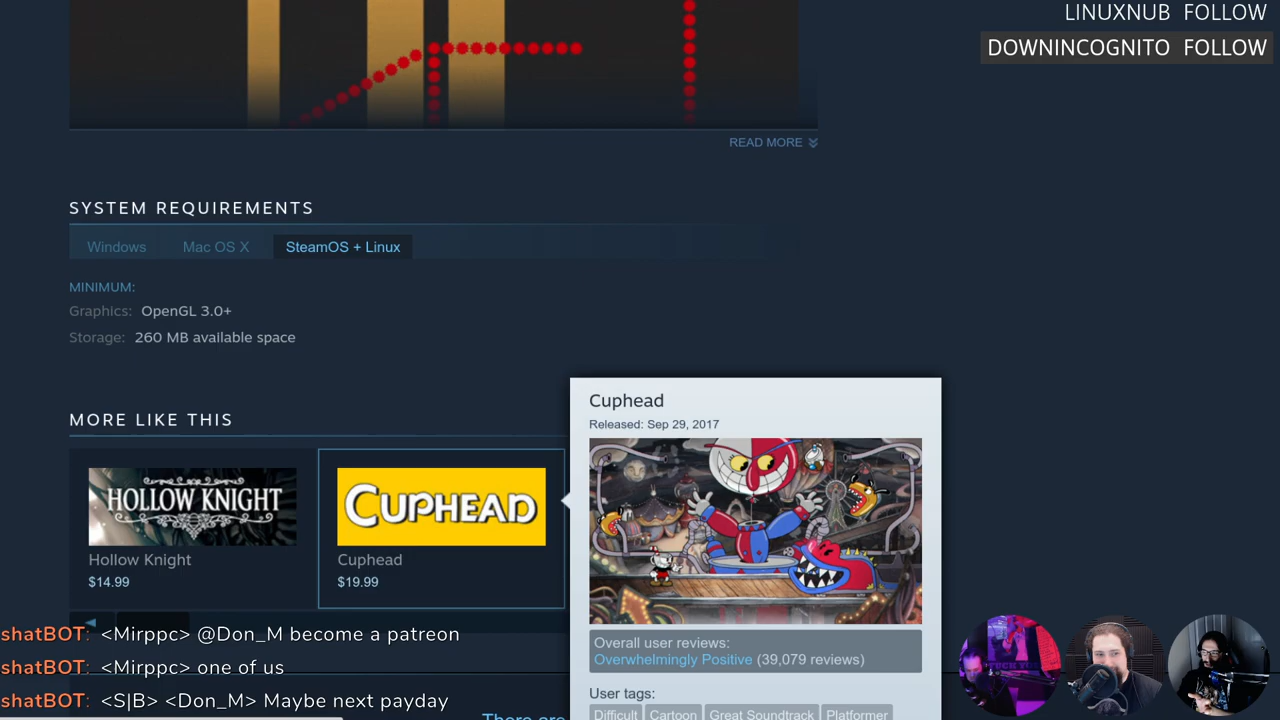 LINUXNUB FOLLOW
DOWNINCOGNITO FOLLOW
READ MORE
SYSTEM REQUIREMENTS
Windows Mac OS X SteamOS + Linux
MINIMUM:
Graphics: OpenGL 3.0+
Storage: 260 MB available space
MORE LIKE THIS
HOLLOW KNIGHT
Hollow Knight
$14.99
CUPHEAD
Cuphead
$19.99
Cuphead
Released: Sep 29, 2017
Overall user reviews:
Overwhelmingly Positive (39,079 reviews)
User tags:
Difficult Cartoon Great Soundtrack Platformer
shatBOT: <Mirppc> @Don_M become a patreon
shatBOT: <Mirppc> one of us
shatBOT: <S|B> <Don_M> Maybe next payday
There are